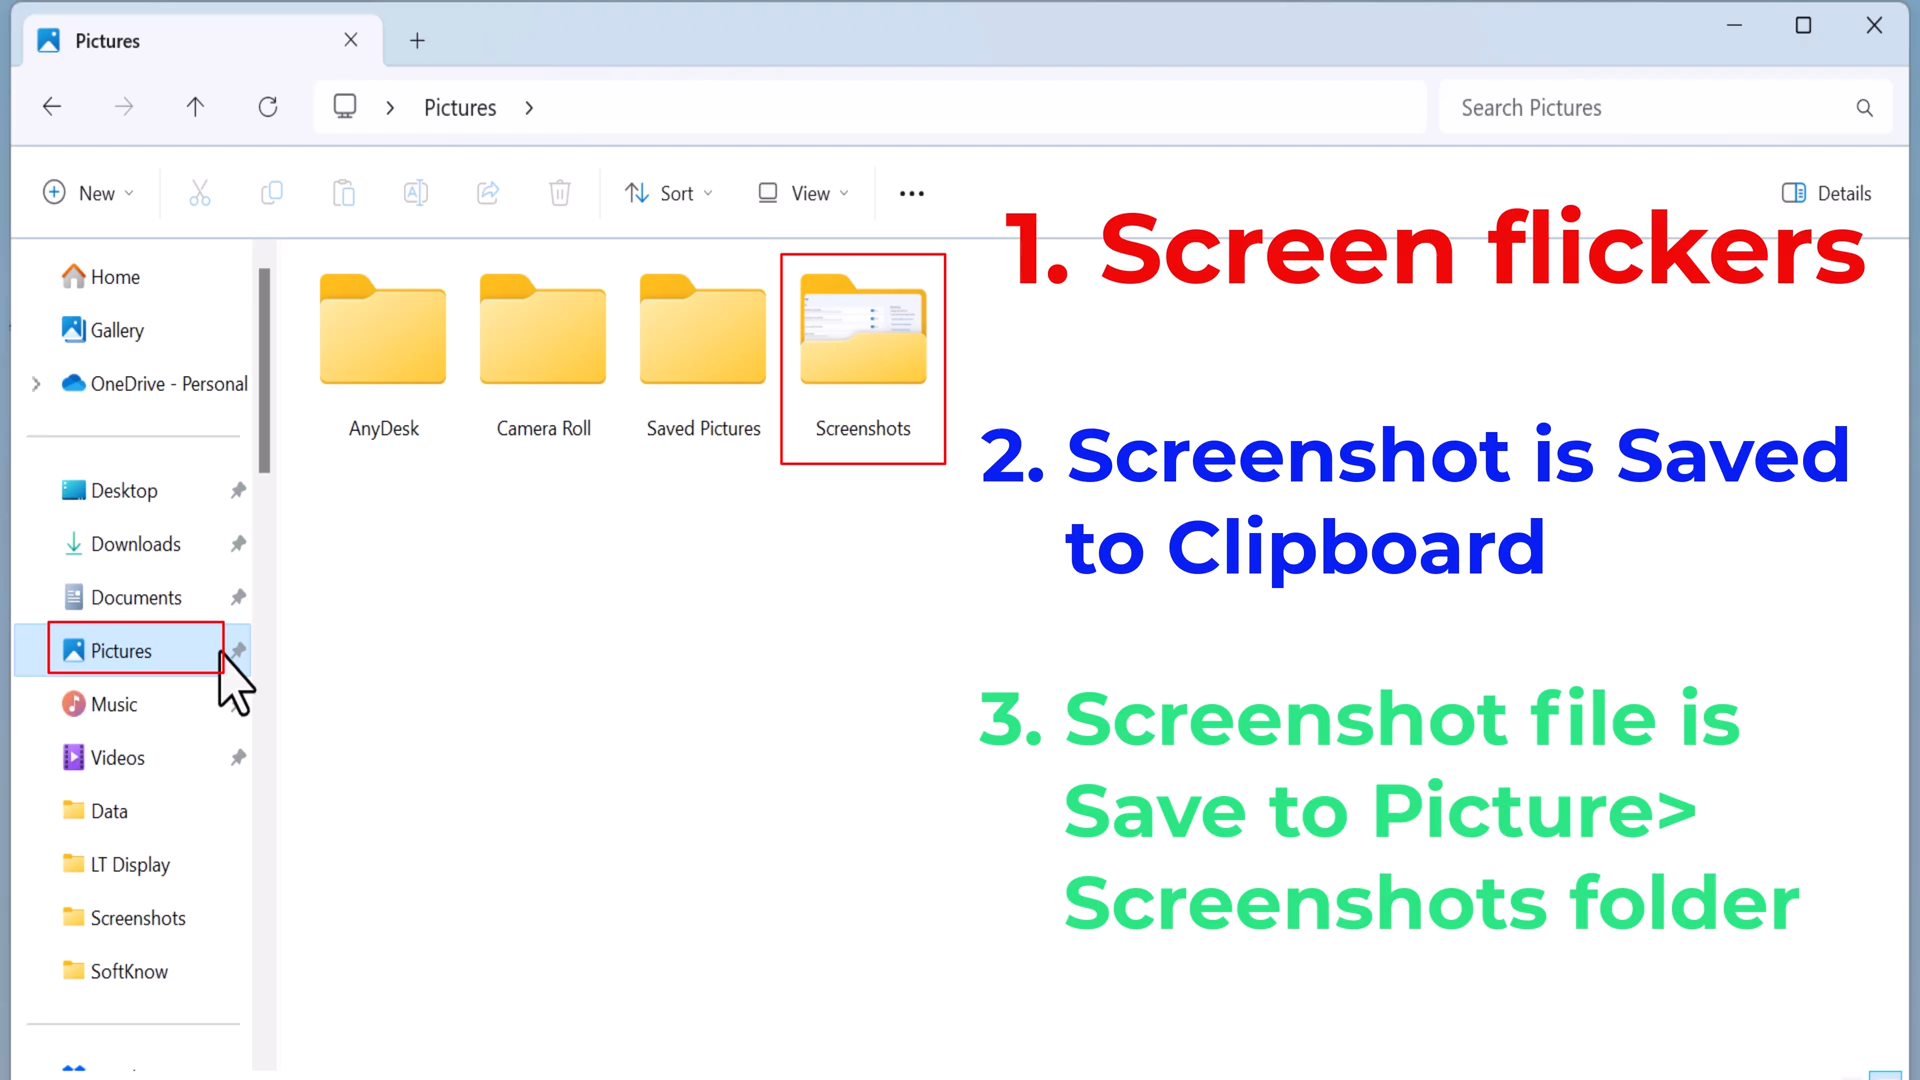 Pictures
Pictures
Search Pictures
New
Sort
View
Details
Home
Gallery
OneDrive - Personal
Desktop
Downloads
Documents
Pictures
Music
Videos
Data
LT Display
Screenshots
SoftKnow
AnyDesk
Camera Roll
Saved Pictures
Screenshots
1. Screen flickers
2. Screenshot is Saved
to Clipboard
3. Screenshot file is
Save to Picture>
Screenshots folder